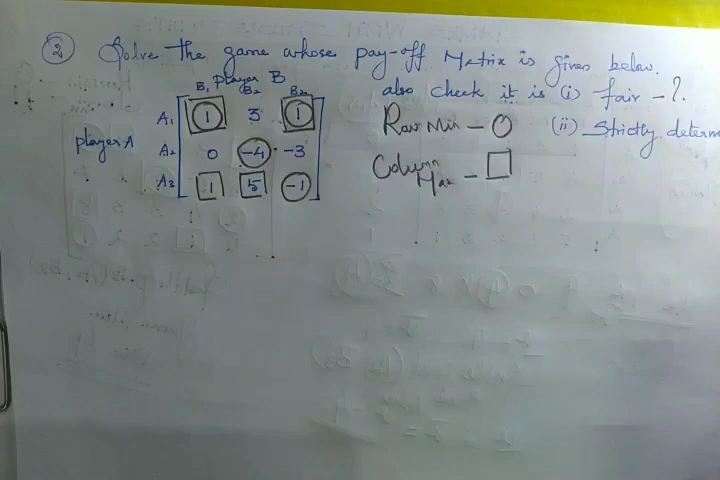 2 Solve the game whose pay-off Matrix is given below.
also check it is (i) fair - ?.
(ii) Strictly determ
Player B
B1 B2 B3
Player A
A1 1 3 1
A2 0 -4 -3
A3 1 5 -1
Row Min -
Column Max -